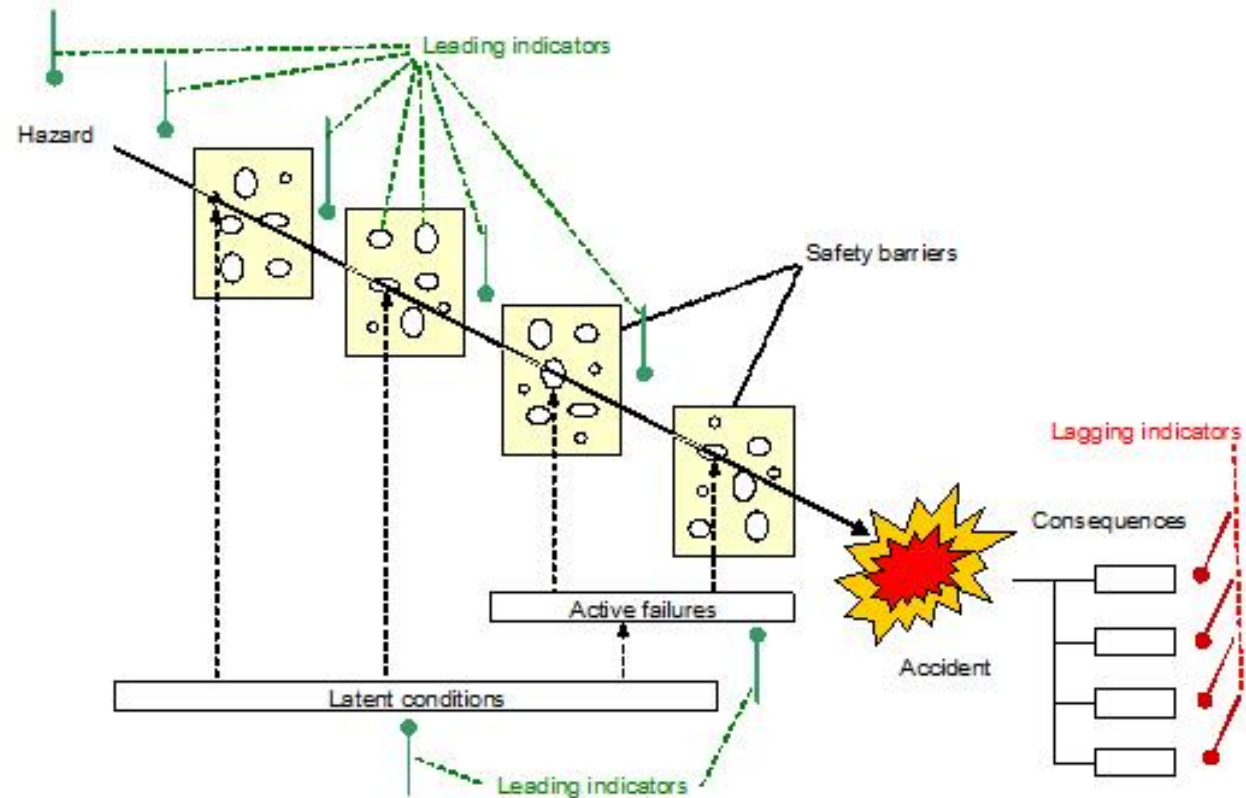 Leading indicators
Hazard
Safety barriers
Lagging indicators
Consequences
Active failures
Accident
Latent conditions
Leading indicators